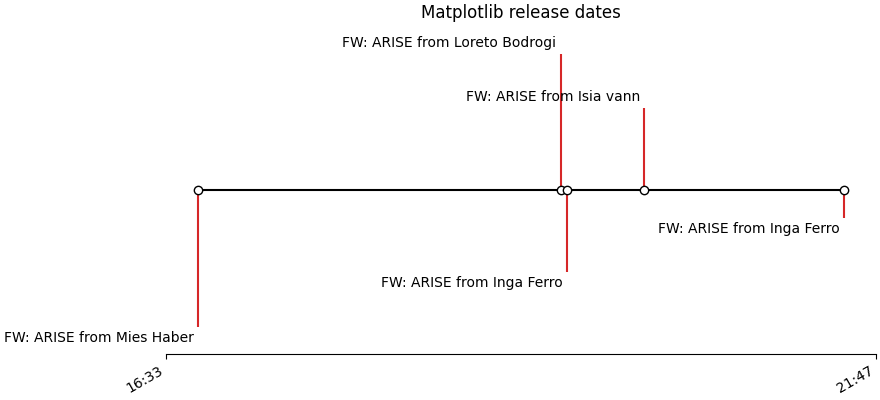 Matplotlib release dates
FW: ARISE from Loreto Bodrogi
FW: ARISE from Isia vann
FW: ARISE from Inga Ferro
FW: ARISE from Inga Ferro
FW: ARISE from Mies Haber
16:33
21:47